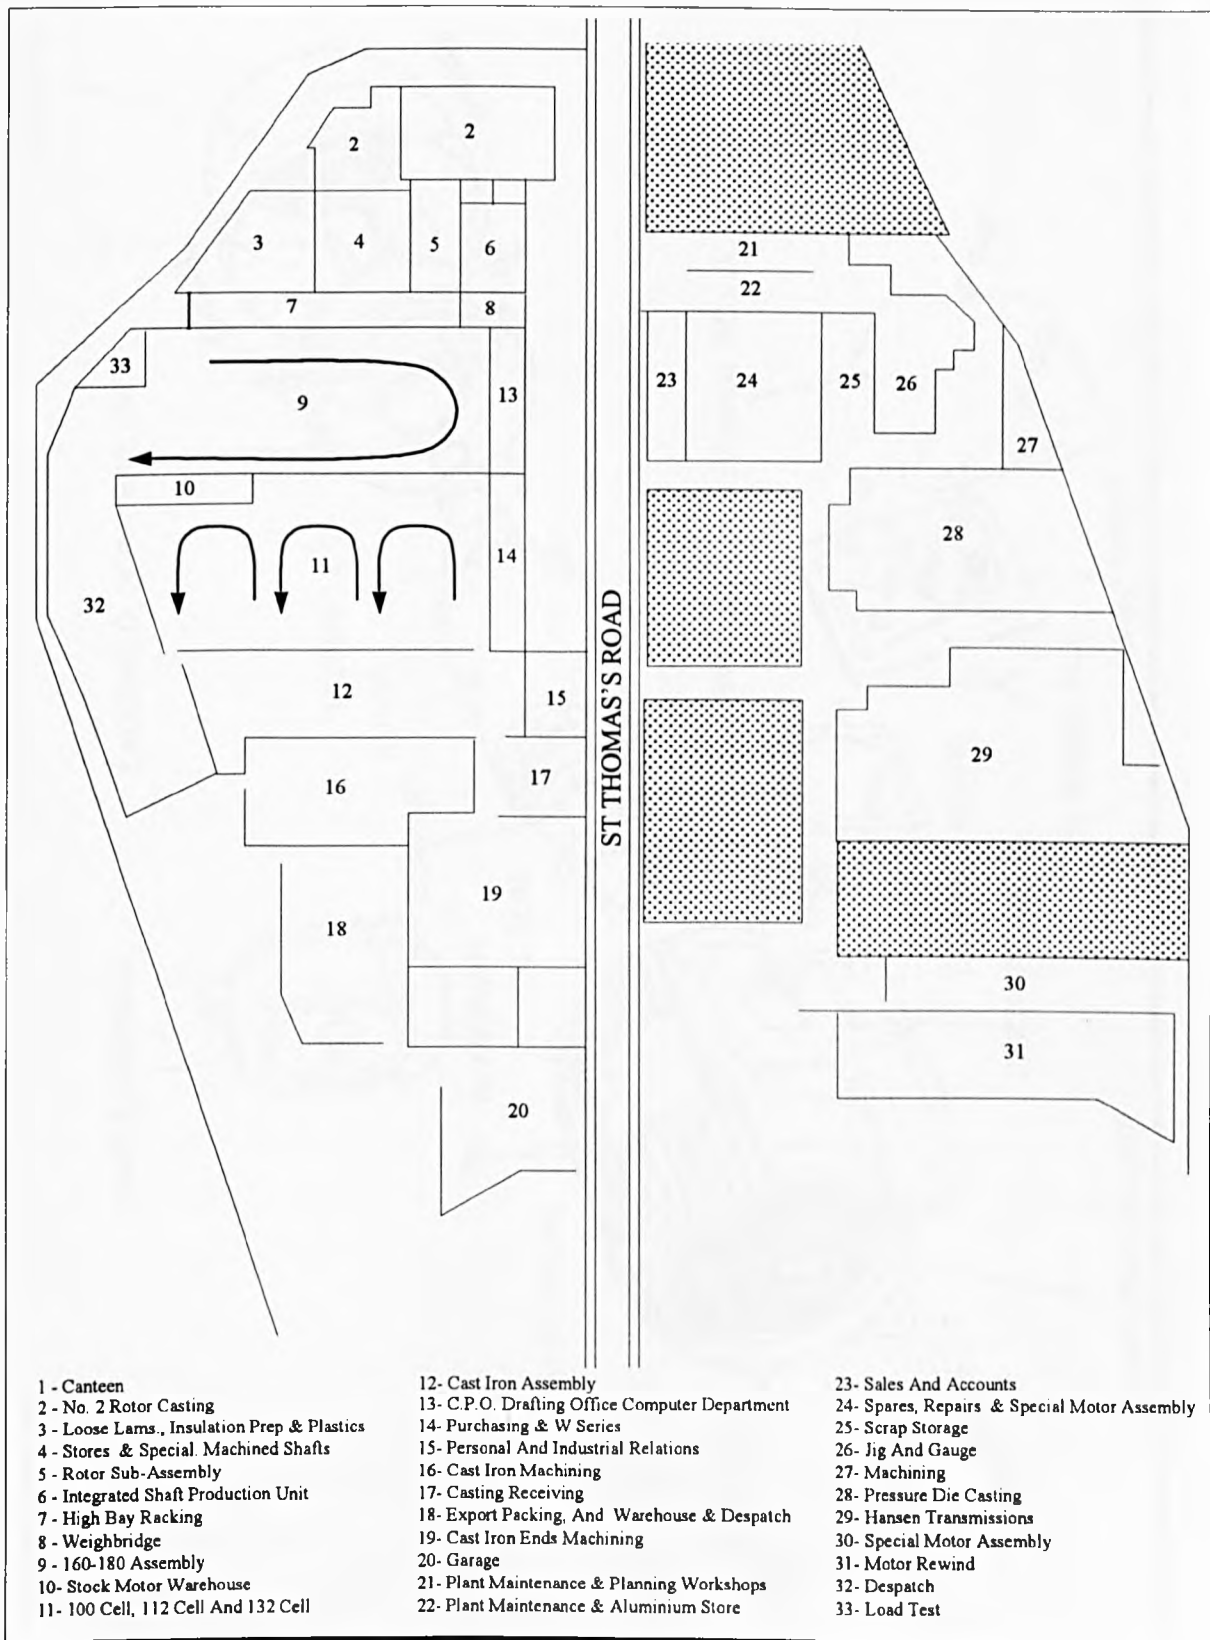 2
2
3
4
5
6
7
8
21
22
33
9
13
23
24
25
26
27
10
11
14
28
32
12
15
ST THOMAS'S ROAD
16
17
29
18
19
30
31
20
1 - Canteen
2 - No. 2 Rotor Casting
3 - Loose Lams., Insulation Prep & Plastics
4 - Stores & Special. Machined Shafts
5 - Rotor Sub-Assembly
6 - Integrated Shaft Production Unit
7 - High Bay Racking
8 - Weighbridge
9 - 160-180 Assembly
10- Stock Motor Warehouse
11- 100 Cell, 112 Cell And 132 Cell
12- Cast Iron Assembly
13- C.P.O. Drafting Office Computer Department
14- Purchasing & W Series
15- Personal And Industrial Relations
16- Cast Iron Machining
17- Casting Receiving
18- Export Packing, And Warehouse & Despatch
19- Cast Iron Ends Machining
20- Garage
21- Plant Maintenance & Planning Workshops
22- Plant Maintenance & Aluminium Store
23- Sales And Accounts
24- Spares, Repairs & Special Motor Assembly
25- Scrap Storage
26- Jig And Gauge
27- Machining
28- Pressure Die Casting
29- Hansen Transmissions
30- Special Motor Assembly
31- Motor Rewind
32- Despatch
33- Load Test